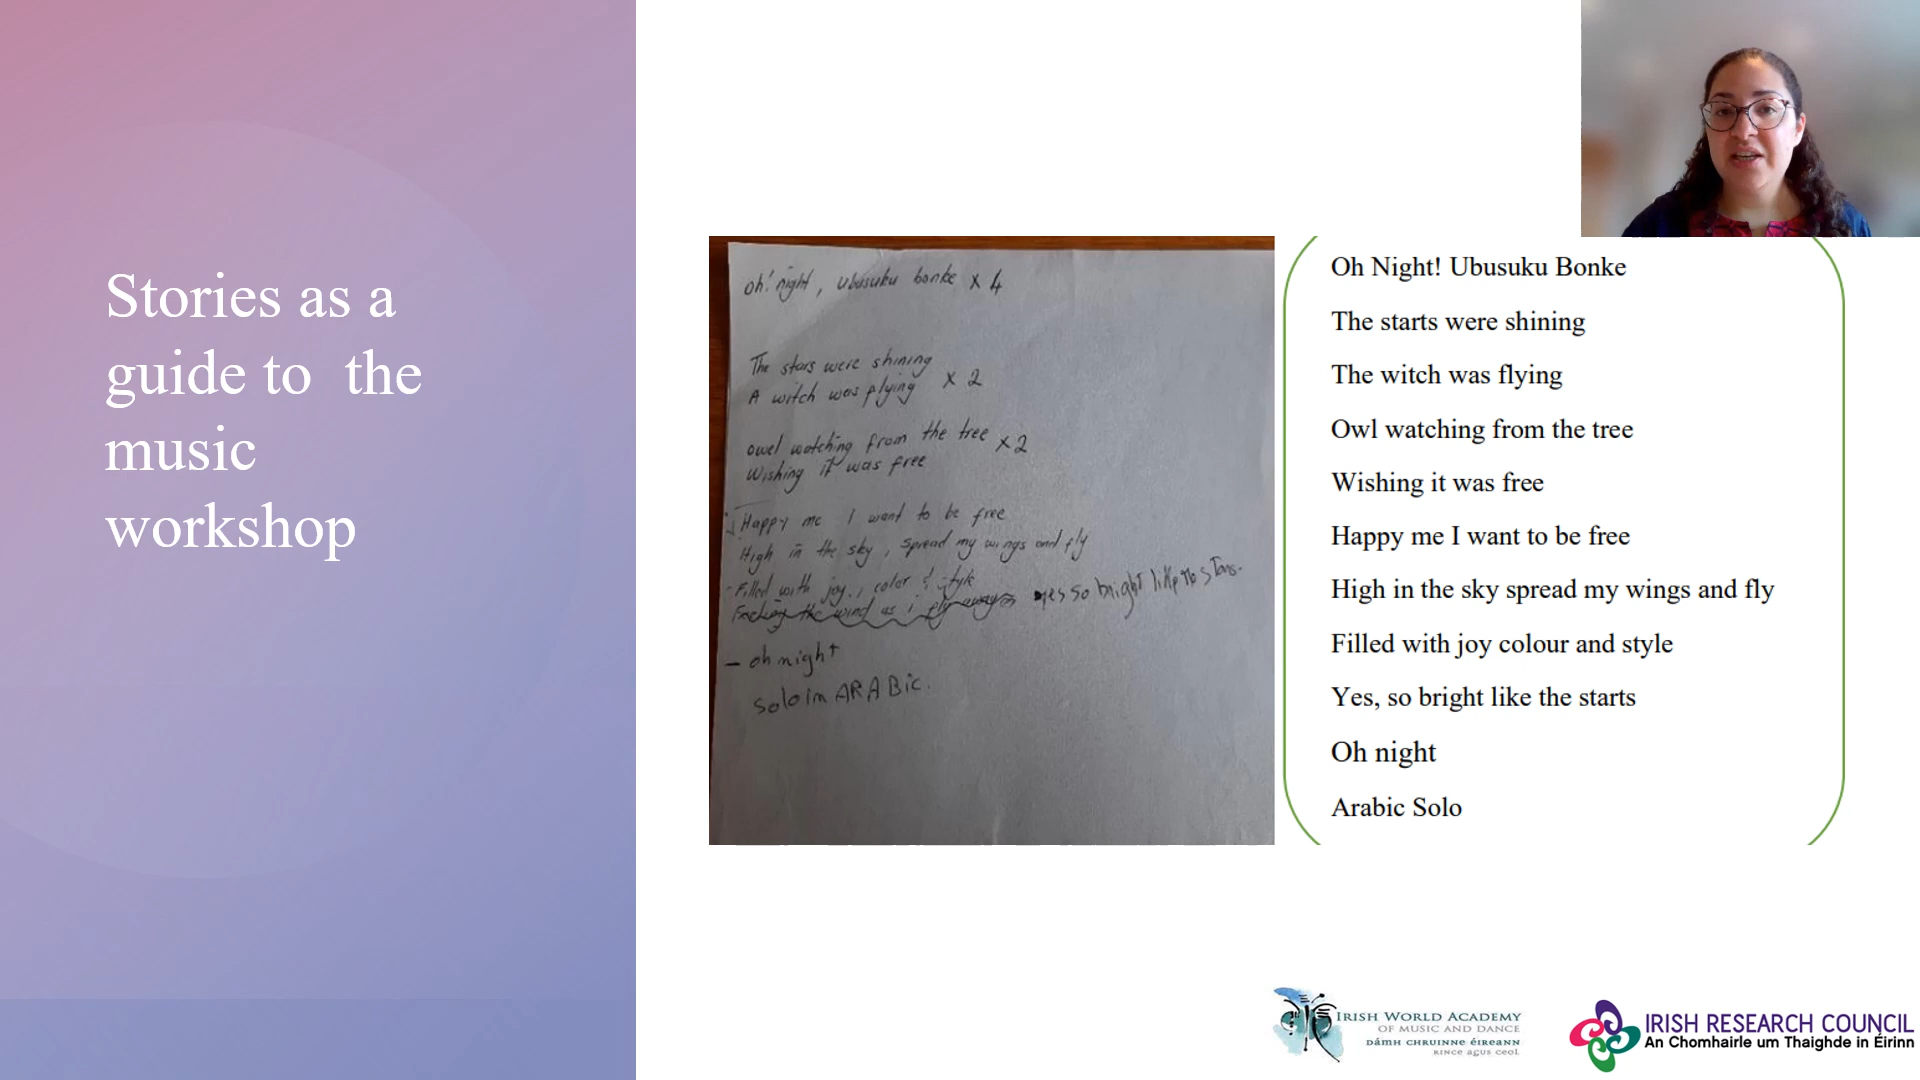 Stories as a
guide to the
music
workshop
oh! night, ubusuku bonke x 4
The stars were shining
A witch was flying x 2
owel watching from the tree
Wishing it was free x2
Happy me I want to be free
High in the sky, spread my wings and fly
Filled with joy, color & style
Facing the wind as i fly away yes so bright like the stars.
- oh night
solo in ARABic.
Oh Night! Ubusuku Bonke
The starts were shining
The witch was flying
Owl watching from the tree
Wishing it was free
Happy me I want to be free
High in the sky spread my wings and fly
Filled with joy colour and style
Yes, so bright like the starts
Oh night
Arabic Solo
IRISH WORLD ACADEMY
OF MUSIC AND DANCE
DÁMH CHRUINNE ÉIREANN
RINCE AGUS CEOL
IRISH RESEARCH COUNCIL
An Chomhairle um Thaighde in Éirinn